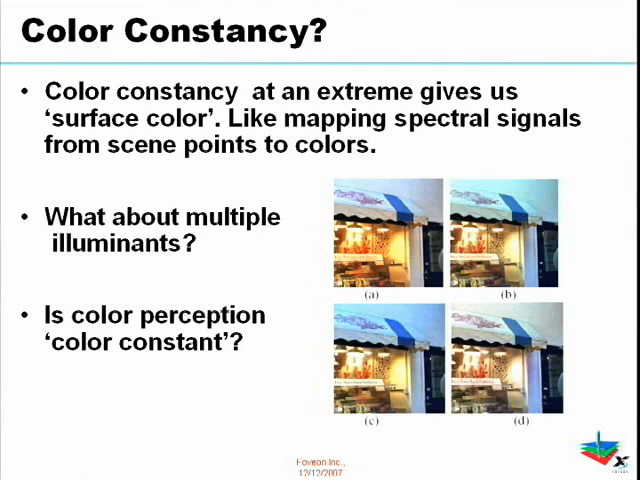 Color Constancy?
• Color constancy at an extreme gives us
‘surface color’. Like mapping spectral signals
from scene points to colors.
• What about multiple
illuminants?
• Is color perception
‘color constant’?
(a)
(b)
(c)
(d)
Foveon Inc.,
12/12/2007